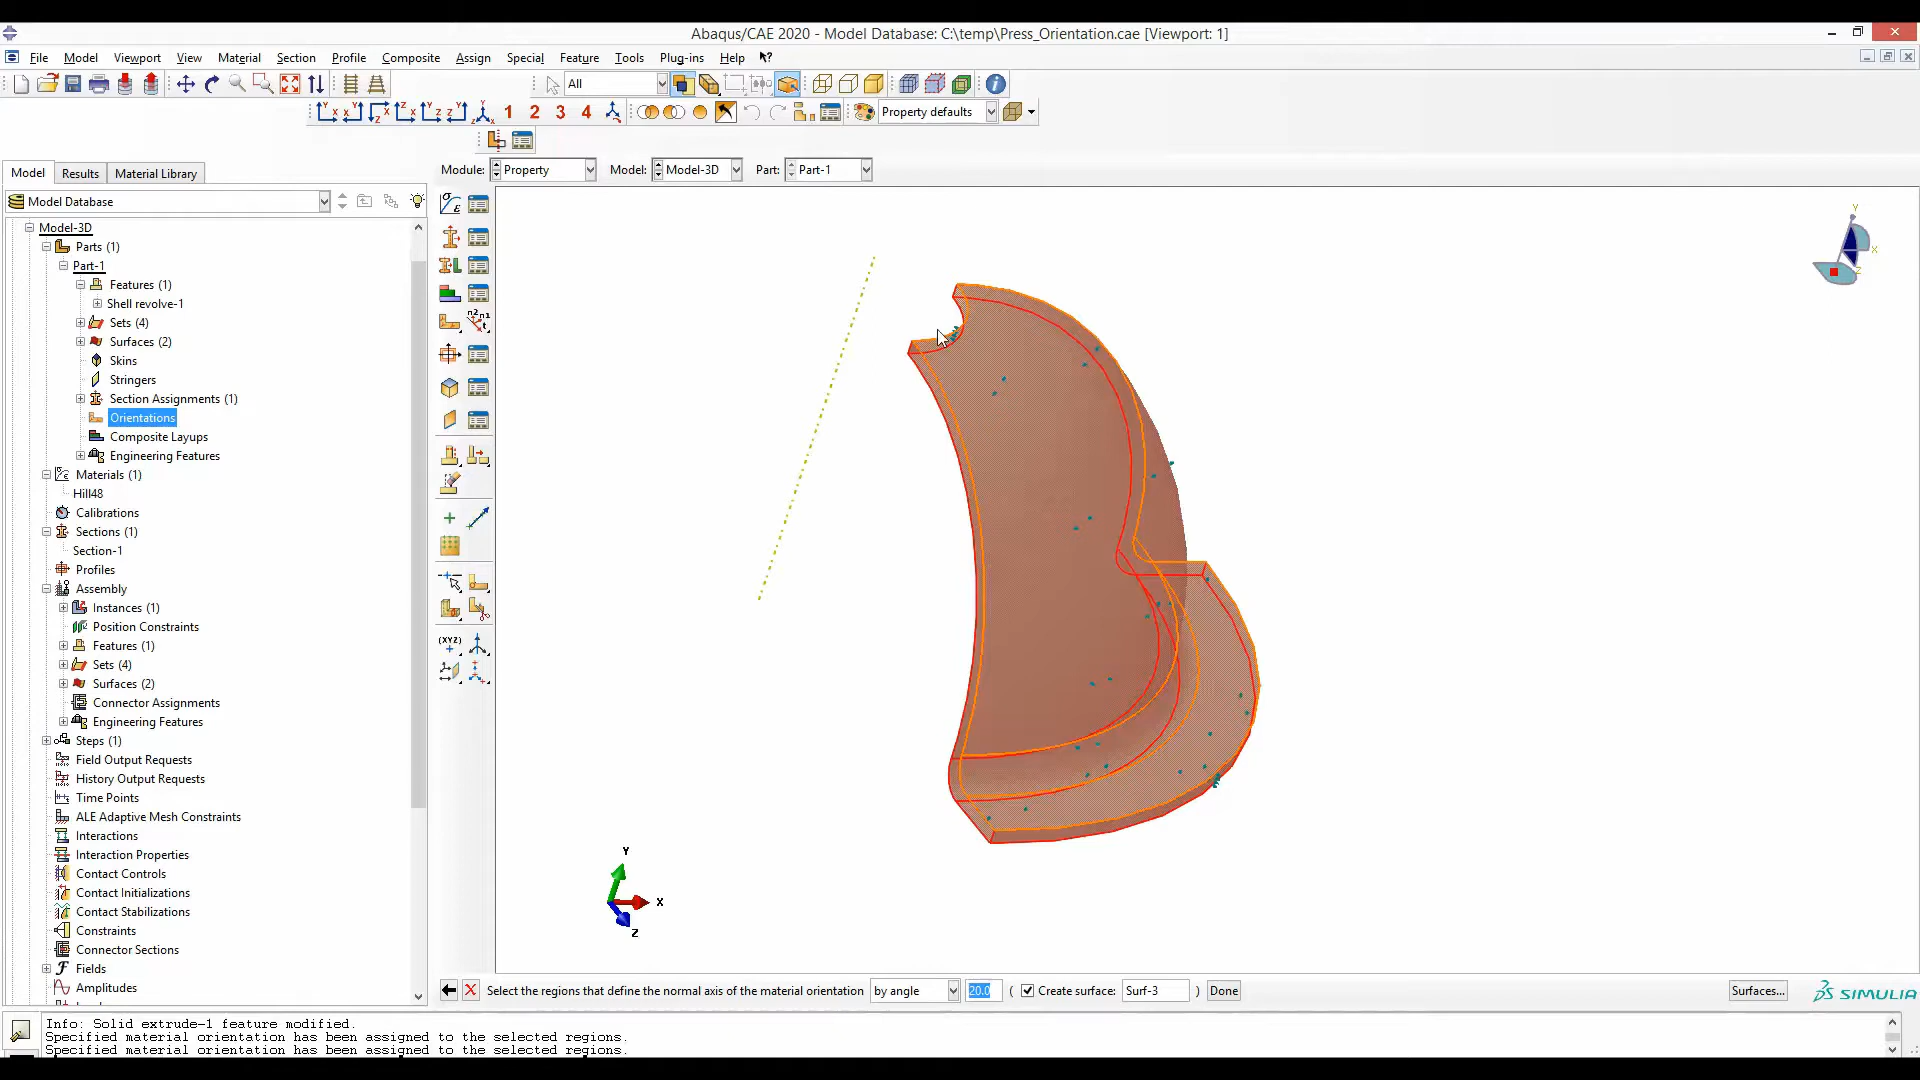 Abaqus/CAE 2020 - Model Database: C:\temp\Press_Orientation.cae [Viewport: 1]
File Model Viewport View Material Section Profile Composite Assign Special Feature Tools Plug-ins Help
All
1 2 3 4 Property defaults
Model Results Material Library
Module: Property Model: Model-3D Part: Part-1
Model Database
Model-3D
Parts (1)
Part-1
Features (1)
Shell revolve-1
Sets (4)
Surfaces (2)
Skins
Stringers
Section Assignments (1)
Orientations
Composite Layups
Engineering Features
Materials (1)
Hill48
Calibrations
Sections (1)
Section-1
Profiles
Assembly
Instances (1)
Position Constraints
Features (1)
Sets (4)
Surfaces (2)
Connector Assignments
Engineering Features
Steps (1)
Field Output Requests
History Output Requests
Time Points
ALE Adaptive Mesh Constraints
Interactions
Interaction Properties
Contact Controls
Contact Initializations
Contact Stabilizations
Constraints
Connector Sections
Fields
Amplitudes
(XYZ)
Y
X
Z
Y
X
Z
Select the regions that define the normal axis of the material orientation by angle 20.0 ( Create surface: Surf-3 ) Done Surfaces... SIMULIA
Info: Solid extrude-1 feature modified.
Specified material orientation has been assigned to the selected regions.
Specified material orientation has been assigned to the selected regions.